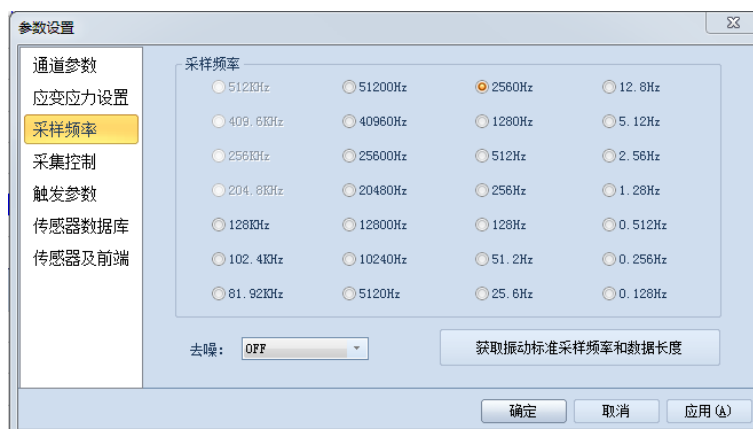 参数设置
通道参数
应变应力设置
采样频率
采集控制
触发参数
传感器数据库
传感器及前端
采样频率
512KHz 51200Hz 2560Hz 12.8Hz
409.6KHz 40960Hz 1280Hz 5.12Hz
256KHz 25600Hz 512Hz 2.56Hz
204.8KHz 20480Hz 256Hz 1.28Hz
128KHz 12800Hz 128Hz 0.512Hz
102.4KHz 10240Hz 51.2Hz 0.256Hz
81.92KHz 5120Hz 25.6Hz 0.128Hz
去噪: OFF 获取振动标准采样频率和数据长度
确定 取消 应用(A)